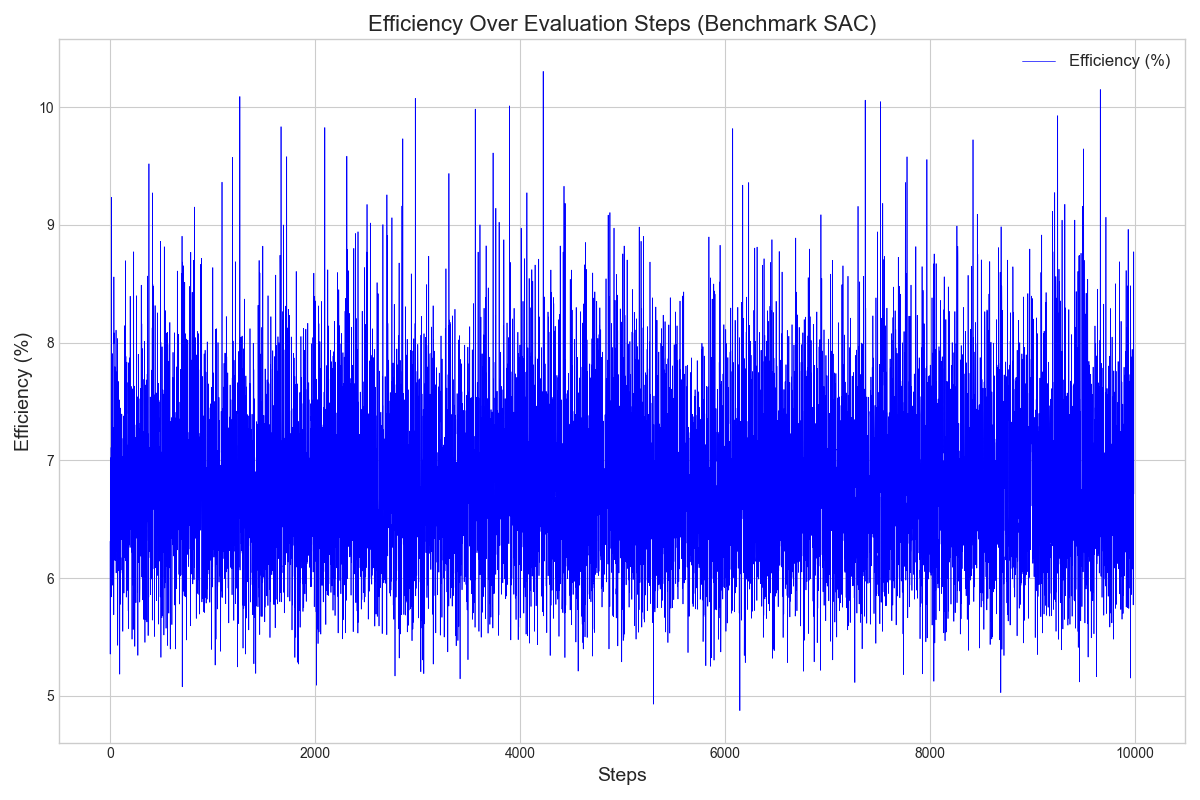 Efficiency Over Evaluation Steps (Benchmark SAC)
Efficiency (%)
Efficiency (%)
10
9
8
7
6
5
0 2000 4000 6000 8000 10000
Steps